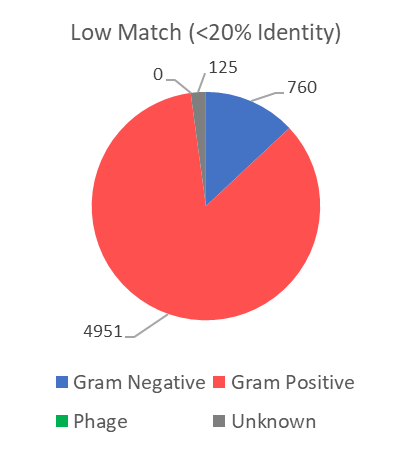 Low Match (<20% Identity)
0
125
760
4951
Gram Negative
Gram Positive
Phage
Unknown